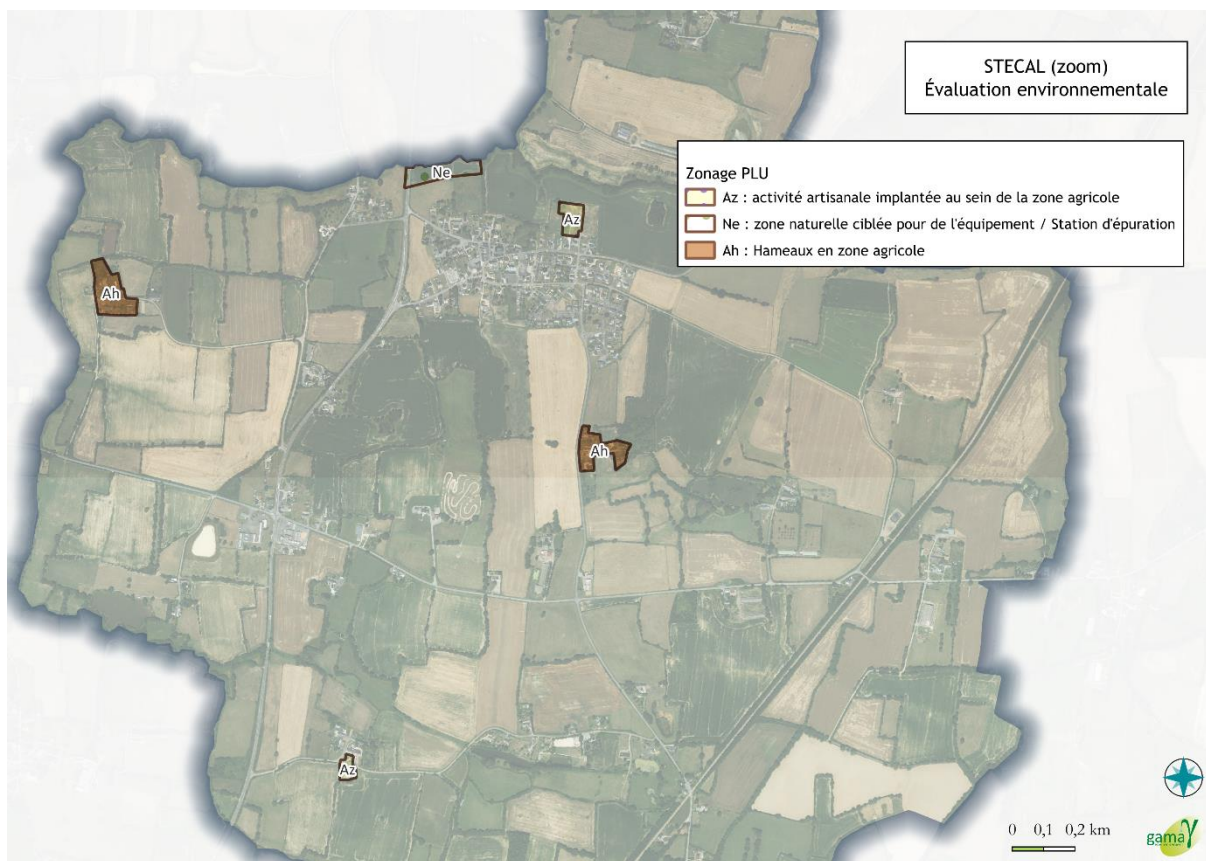 STECAL (zoom)
Évaluation environnementale
Zonage PLU
Az : activité artisanale implantée au sein de la zone agricole
Ne : zone naturelle ciblée pour de l'équipement / Station d'épuration
Ah : Hameaux en zone agricole
Ne
Az
Ah
Ah
Az
0 0,1 0,2 km
gama